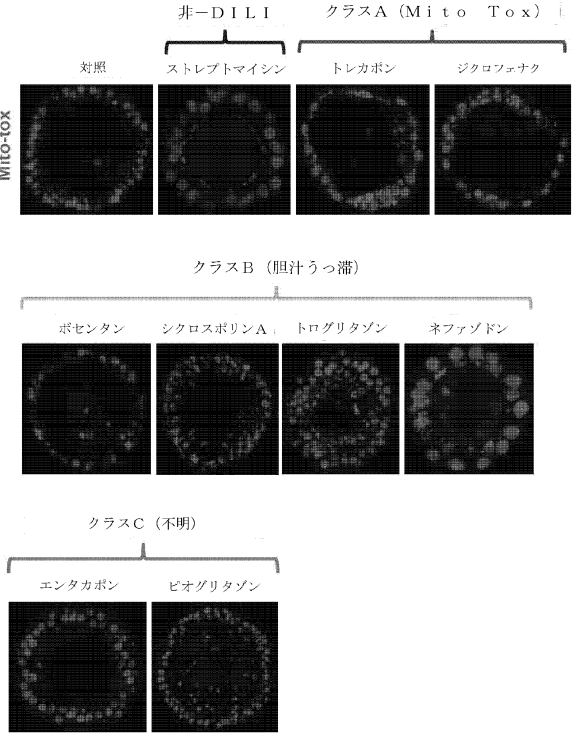 非－ＤＩＬＩ
クラスＡ（Ｍｉｔｏ　Ｔｏｘ）
対照
ストレプトマイシン
トレカポン
ジクロフェナク
Mito-tox
クラスＢ（胆汁うっ滞）
ボセンタン
シクロスポリンＡ
トログリタゾン
ネファゾドン
クラスＣ（不明）
エンタカポン
ピオグリタゾン